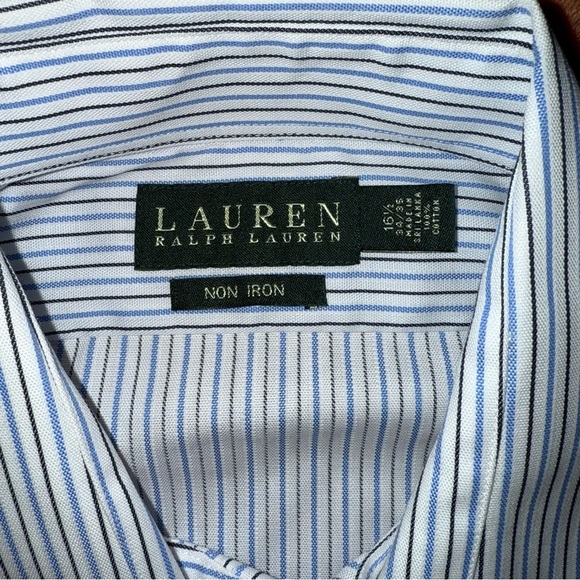 LAUREN
RALPH LAUREN
NON IRON
16½
34/35
MADE IN
SRI LANKA
100%
COTTON